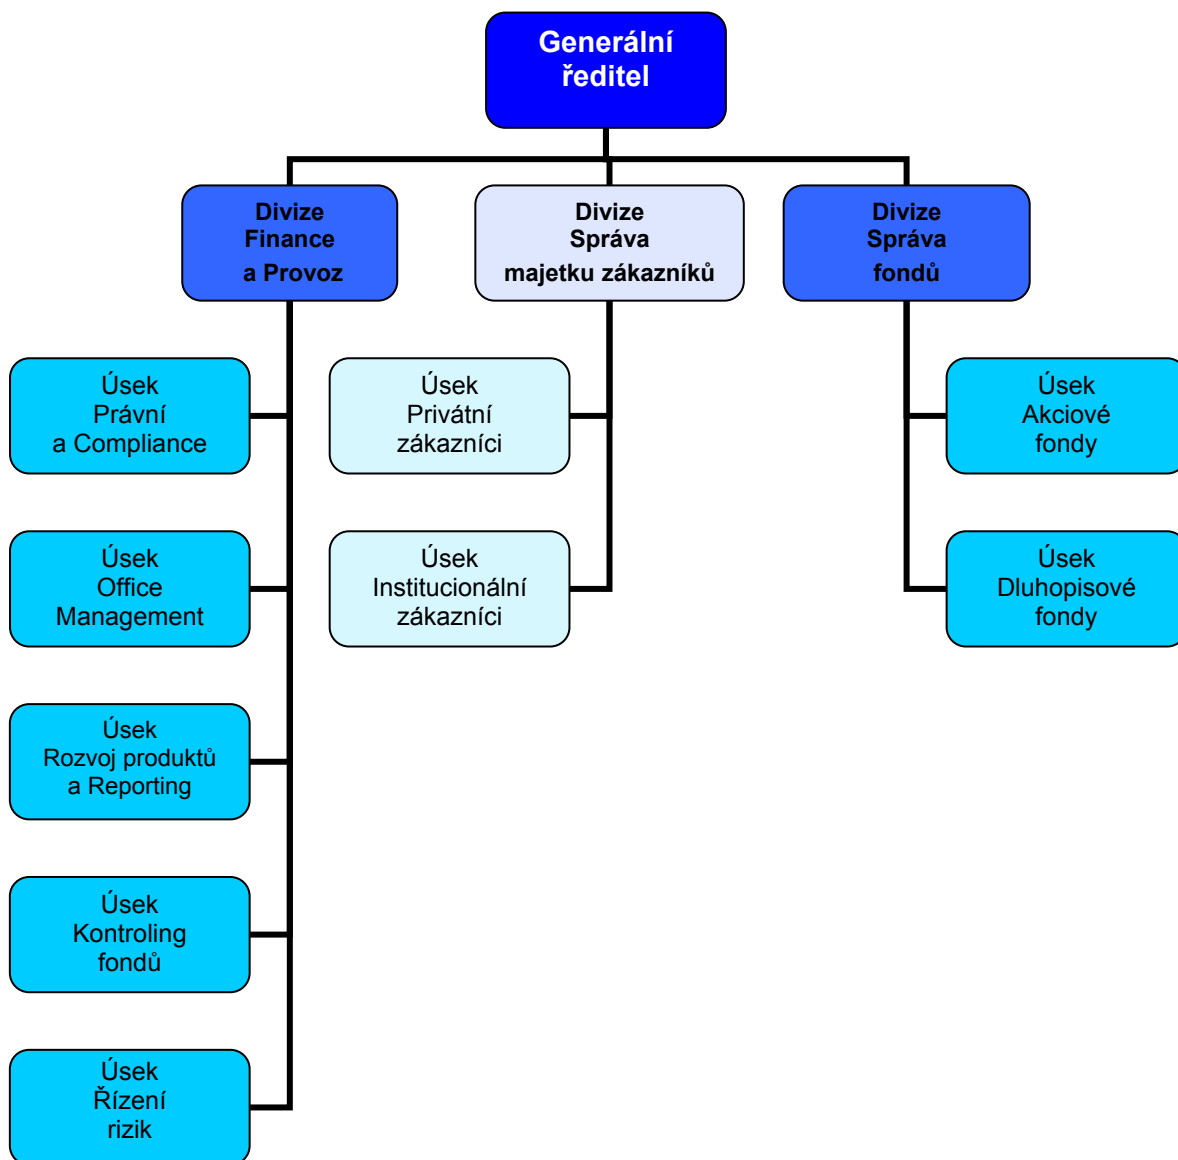 Generální
ředitel
Divize
Finance
a Provoz
Divize
Správa
majetku zákazníků
Divize
Správa
fondů
Úsek
Právní
a Compliance
Úsek
Privátní
zákazníci
Úsek
Akciové
fondy
Úsek
Office
Management
Úsek
Institucionální
zákazníci
Úsek
Dluhopisové
fondy
Úsek
Rozvoj produktů
a Reporting
Úsek
Kontroling
fondů
Úsek
Řízení
rizik